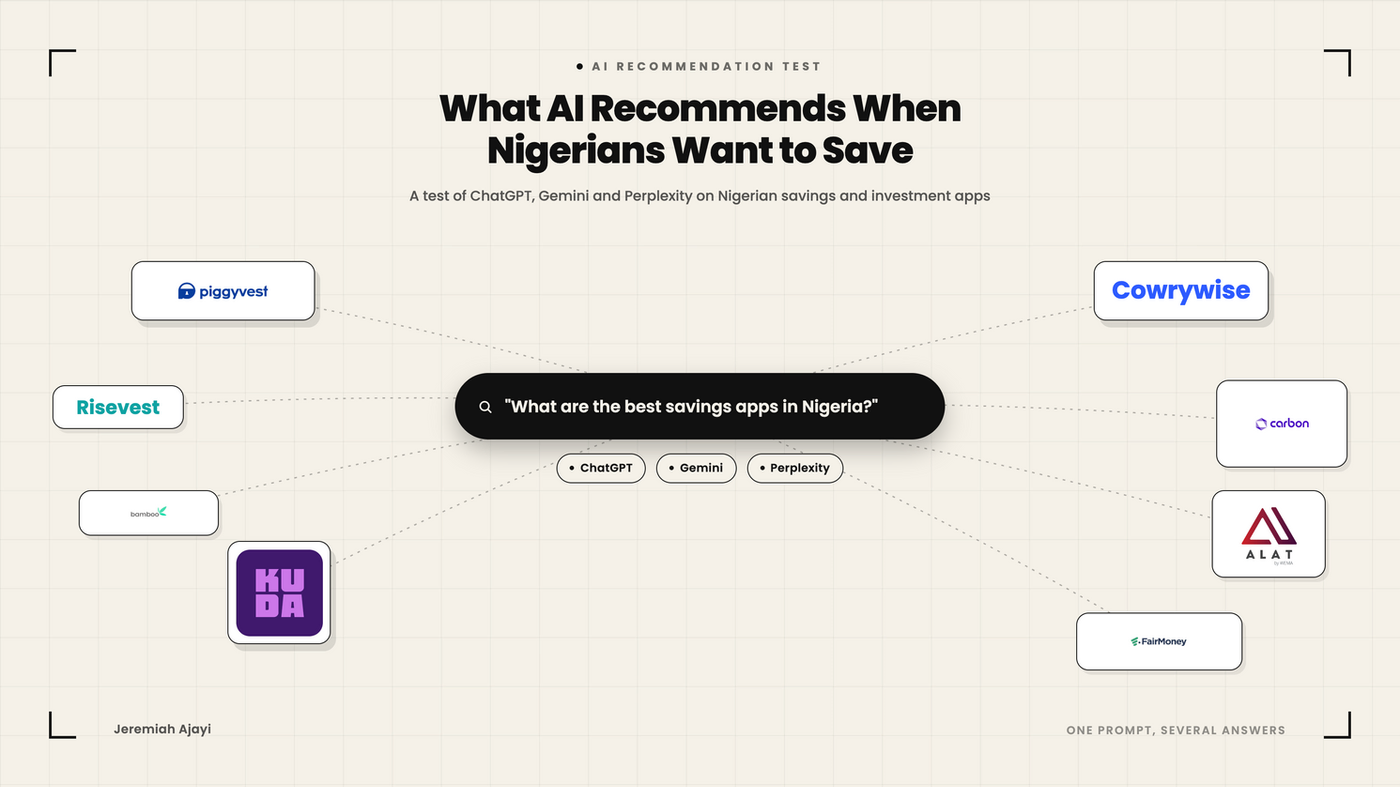 AI RECOMMENDATION TEST
What AI Recommends When
Nigerians Want to Save
A test of ChatGPT, Gemini and Perplexity on Nigerian savings and investment apps
piggyvest
Cowrywise
Risevest
"What are the best savings apps in Nigeria?"
carbon
ChatGPT
Gemini
Perplexity
bamboo
KU
DA
ALAT
by WEMA
FairMoney
Jeremiah Ajayi
ONE PROMPT, SEVERAL ANSWERS